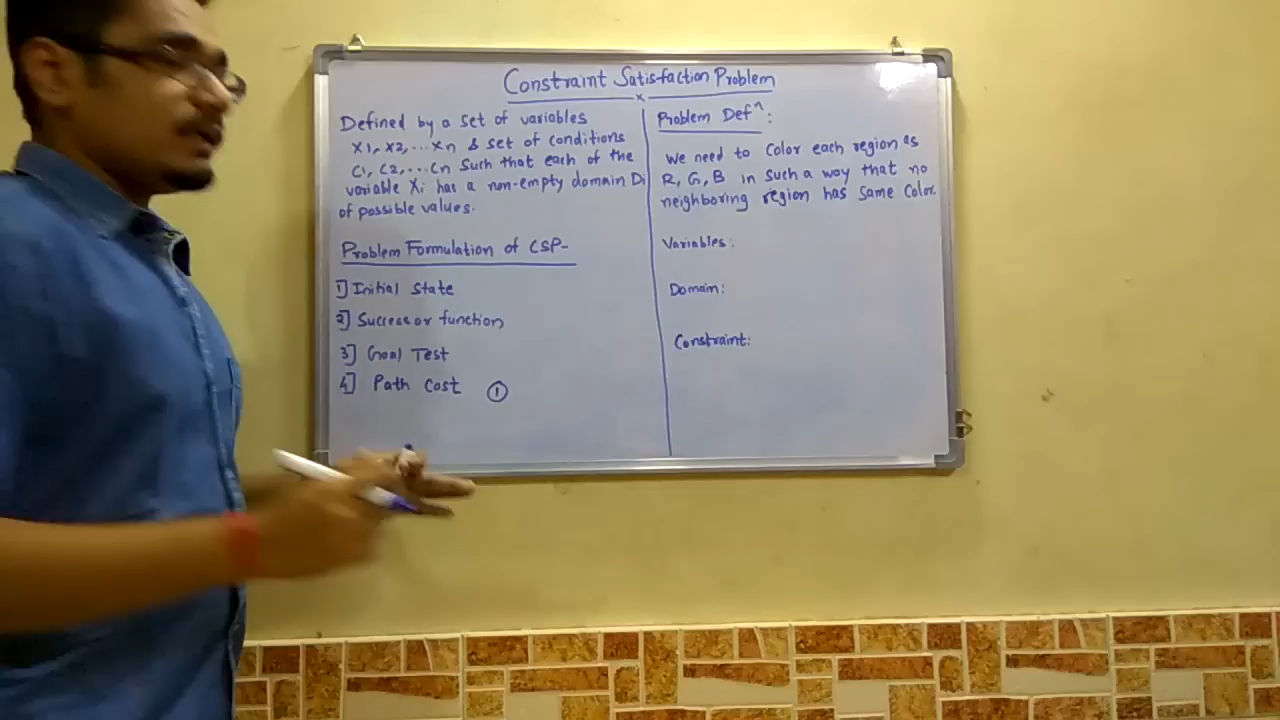 Constraint Satisfaction Problem
x
Defined by a set of variables
X1, X2, ... Xn & set of conditions
C1, C2, ... Cn Such that each of the
variable Xi has a non-empty domain Di
of possible values.
Problem Formulation of CSP-
1] Initial State
2] Successor function
3] Goal Test
4] Path Cost ①
Problem Defⁿ:
We need to Color each region as
R, G, B in such a way that no
neighboring region has same Color.
Variables:
Domain:
Constraint: